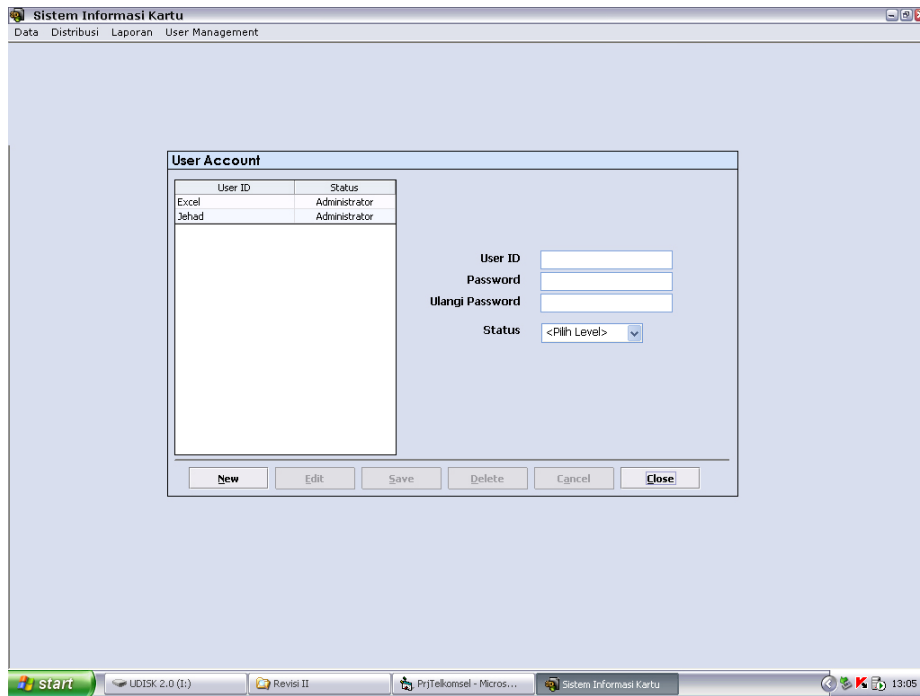 Sistem Informasi Kartu
Data Distribusi Laporan User Management
User Account
User ID Status
Excel Administrator
Jehad Administrator
User ID
Password
Ulangi Password
Status <Pilih Level>
New Edit Save Delete Cancel Close
start UDISK 2.0 (I:) Revisi II PrjTelkomsel - Micros... Sistem Informasi Kartu 13:05